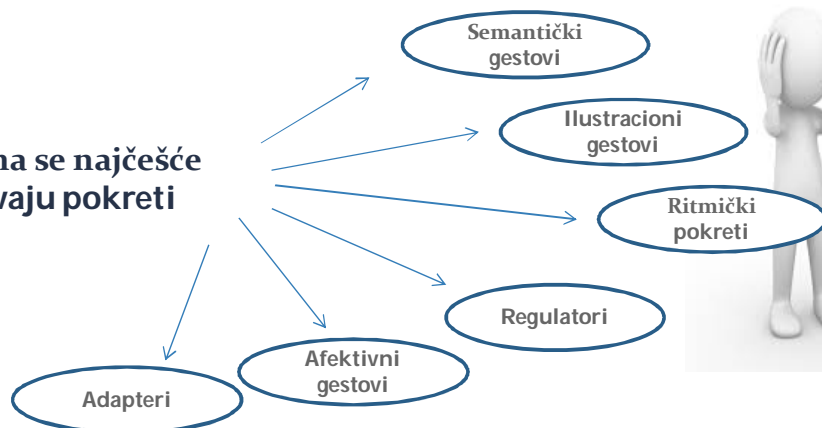 Semantički
gestovi
Ilustracioni
gestovi
na se najčešće
vaju pokreti
Ritmički
pokreti
Regulatori
Afektivni
gestovi
Adapteri